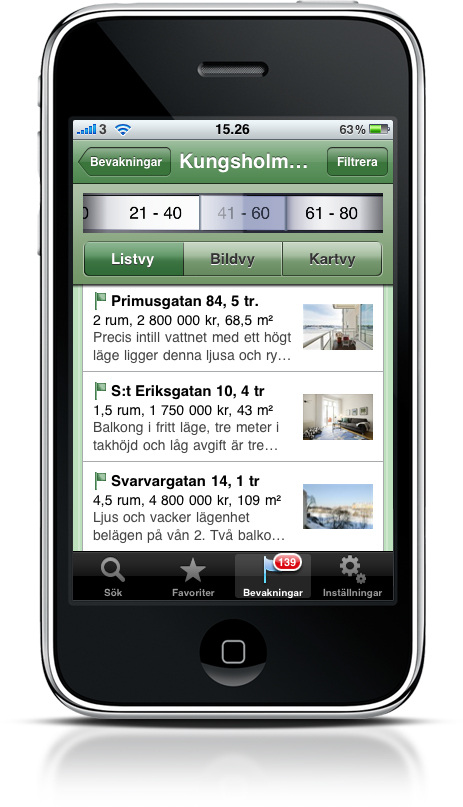 3 15.26 63 %
Bevakningar Kungsholm... Filtrera
0 21 - 40 41 - 60 61 - 80
Listvy Bildvy Kartvy
Primusgatan 84, 5 tr.
2 rum, 2 800 000 kr, 68,5 m²
Precis intill vattnet med ett högt
läge ligger denna ljusa och ry...
S:t Eriksgatan 10, 4 tr
1,5 rum, 1 750 000 kr, 43 m²
Balkong i fritt läge, tre meter i
takhöjd och låg avgift är tre...
Svarvargatan 14, 1 tr
4,5 rum, 4 800 000 kr, 109 m²
Ljus och vacker lägenhet
belägen på vån 2. Två balko...
139
Sök Favoriter Bevakningar Inställningar